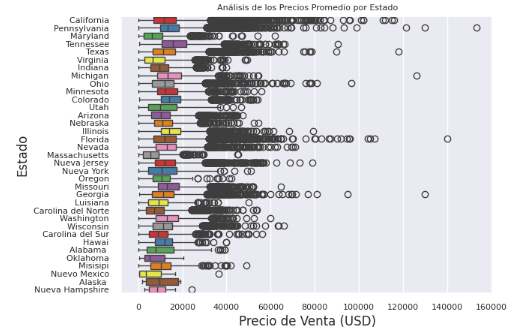 Análisis de los Precios Promedio por Estado
Estado
California
Pennsylvania
Maryland
Tennessee
Texas
Virginia
Indiana
Michigan
Ohio
Minnesota
Colorado
Utah
Arizona
Nebraska
Illinois
Florida
Nevada
Massachusetts
Nueva Jersey
Nueva York
Oregon
Missouri
Georgia
Luisiana
Carolina del Norte
Washington
Wisconsin
Carolina del Sur
Hawai
Alabama
Oklahoma
Misisipi
Nuevo Mexico
Alaska
Nueva Hampshire
0 20000 40000 60000 80000 100000 120000 140000 160000
Precio de Venta (USD)